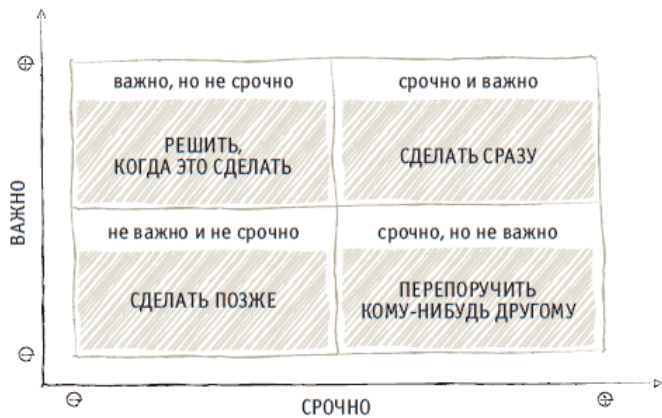 важно, но не срочно
срочно и важно
РЕШИТЬ,
КОГДА ЭТО СДЕЛАТЬ
СДЕЛАТЬ СРАЗУ
ВАЖНО
не важно и не срочно
срочно, но не важно
СДЕЛАТЬ ПОЗЖЕ
ПЕРЕПОРУЧИТЬ
КОМУ-НИБУДЬ ДРУГОМУ
СРОЧНО